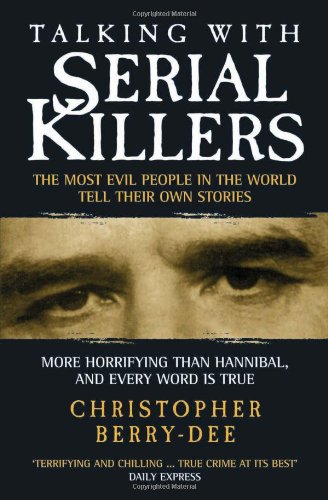 TALKING WITH
SERIAL
KILLERS
THE MOST EVIL PEOPLE IN THE WORLD
TELL THEIR OWN STORIES
MORE HORRIFYING THAN HANNIBAL,
AND EVERY WORD IS TRUE
CHRISTOPHER
BERRY-DEE
'TERRIFYING AND CHILLING ... TRUE CRIME AT ITS BEST'
DAILY EXPRESS